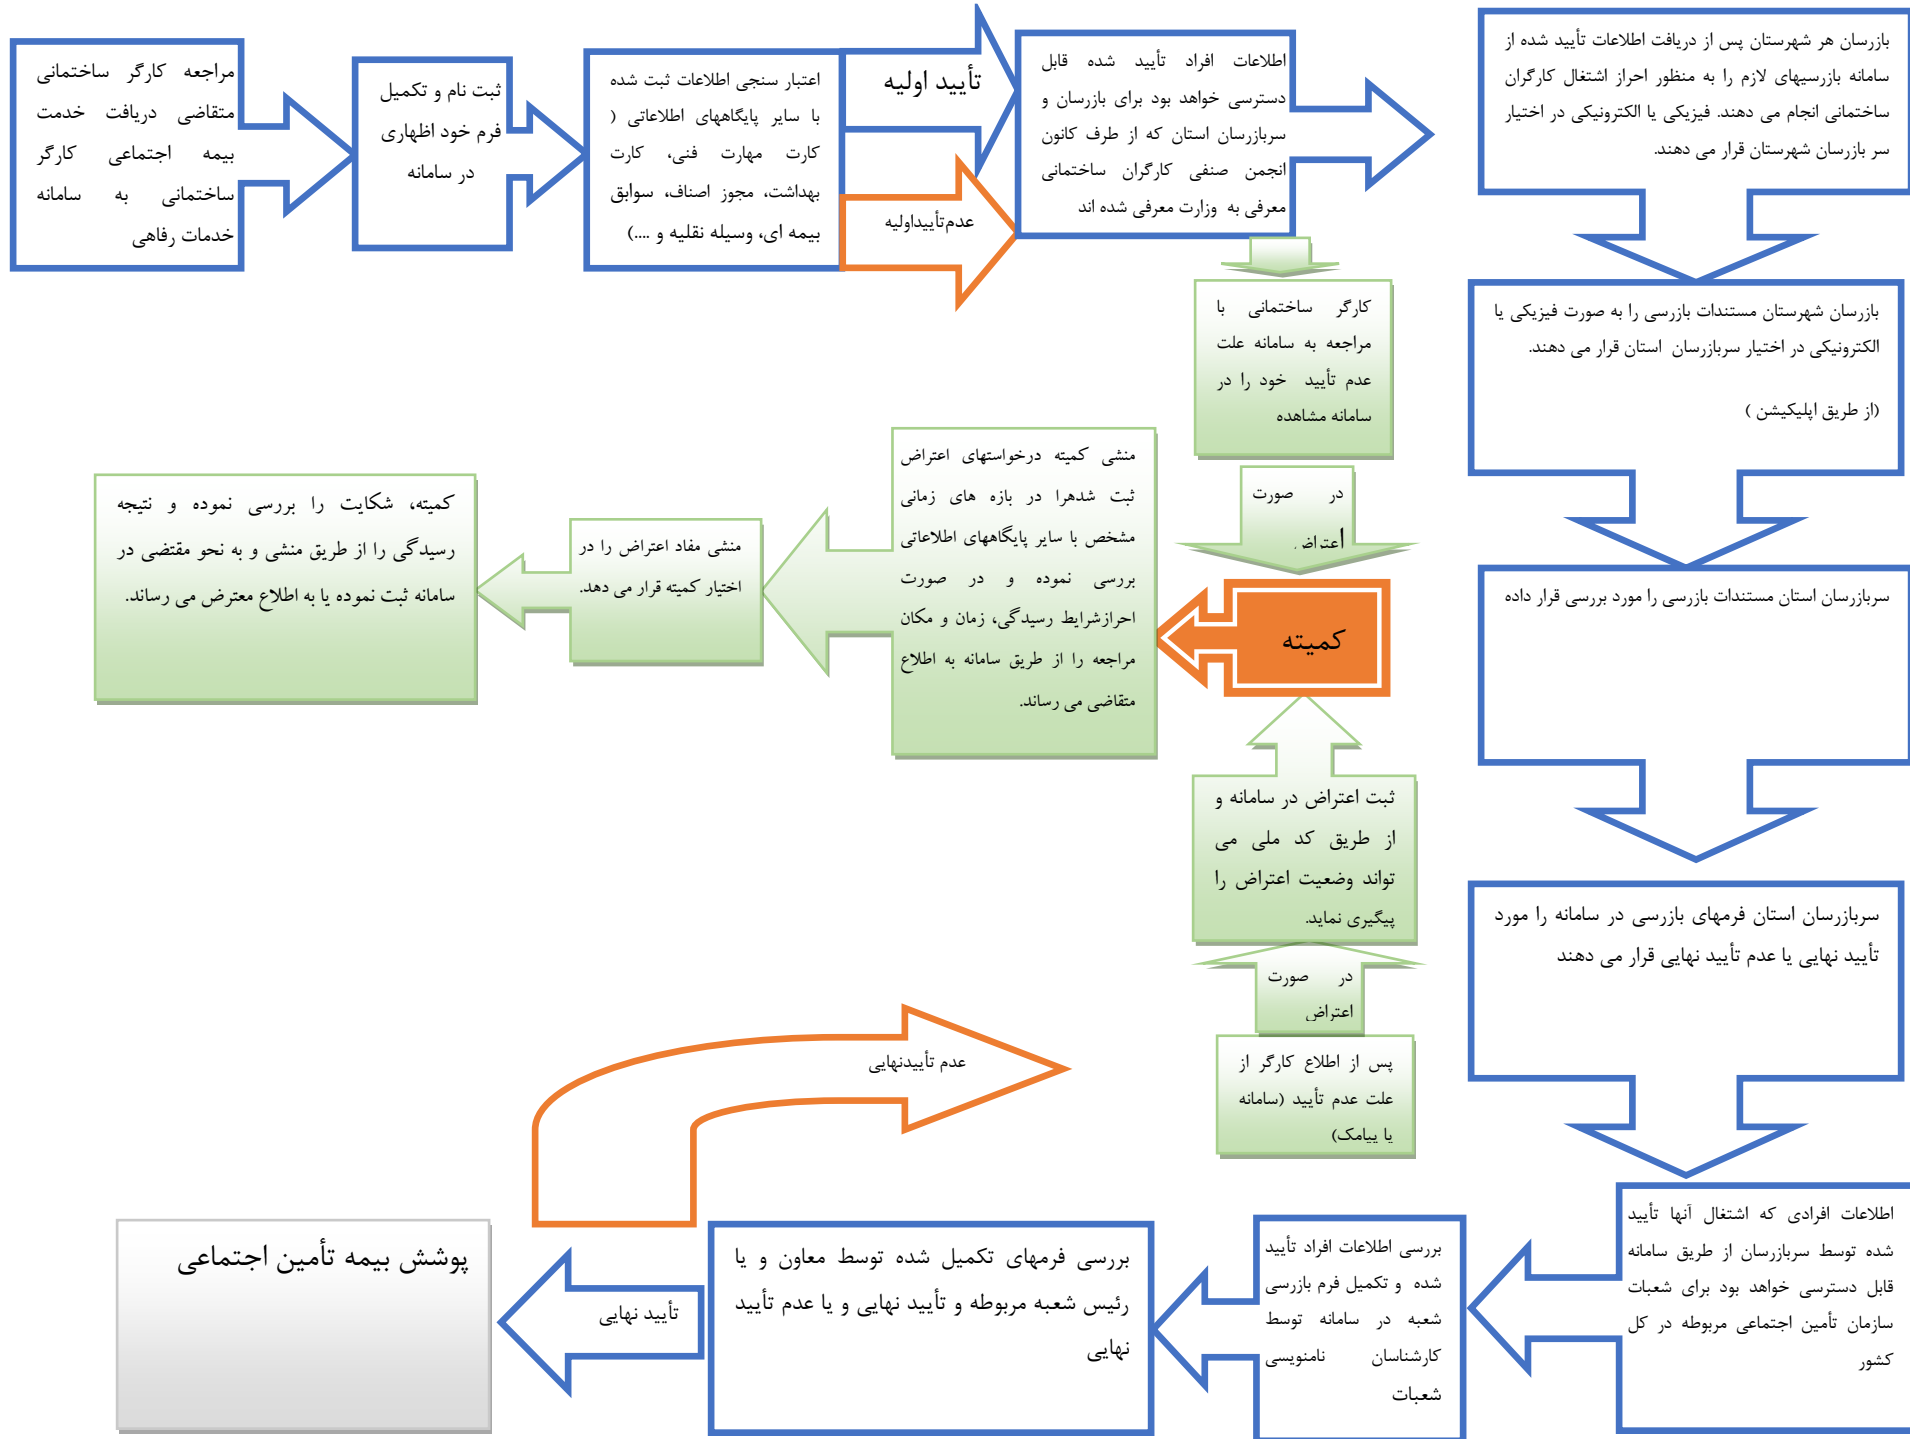 مراجعه کارگر ساختمانی
متقاضی دریافت خدمت
بیمه اجتماعی کارگر
ساختمانی به سامانه
خدمات رفاهی
ثبت نام و تکمیل
فرم خود اظهاری
در سامانه
اعتبار سنجی اطلاعات ثبت شده
با سایر پایگاههای اطلاعاتی (
کارت مهارت فنی، کارت
بهداشت، مجوز اصناف، سوابق
بیمه ای، وسیله نقلیه و ....)
تأیید اولیه
عدم‌تأییداولیه
اطلاعات افراد تأیید شده قابل
دسترسی خواهد بود برای بازرسان و
سربازرسان استان که از طرف کانون
انجمن صنفی کارگران ساختمانی
معرفی به وزارت معرفی شده اند
بازرسان هر شهرستان پس از دریافت اطلاعات تأیید شده از
سامانه بازرسیهای لازم را به منظور احراز اشتغال کارگران
ساختمانی انجام می دهند. فیزیکی یا الکترونیکی در اختیار
سر بازرسان شهرستان قرار می دهند.
بازرسان شهرستان مستندات بازرسی را به صورت فیزیکی یا
الکترونیکی در اختیار سربازرسان استان قرار می دهند.
(از طریق اپلیکیشن )
سربازرسان استان مستندات بازرسی را مورد بررسی قرار داده
سربازرسان استان فرمهای بازرسی در سامانه را مورد
تأیید نهایی یا عدم تأیید نهایی قرار می دهند
اطلاعات افرادی که اشتغال آنها تأیید
شده توسط سربازرسان از طریق سامانه
قابل دسترسی خواهد بود برای شعبات
سازمان تأمین اجتماعی مربوطه در کل
کشور
بررسی اطلاعات افراد تأیید
شده و تکمیل فرم بازرسی
شعبه در سامانه توسط
کارشناسان نامنویسی
شعبات
بررسی فرمهای تکمیل شده توسط معاون و یا
رئیس شعبه مربوطه و تأیید نهایی و یا عدم تأیید
نهایی
تأیید نهایی
پوشش بیمه تأمین اجتماعی
عدم تأییدنهایی
کارگر ساختمانی با
مراجعه به سامانه علت
عدم تأیید خود را در
سامانه مشاهده
در صورت
اعتراض
کمیته
منشی کمیته درخواستهای اعتراض
ثبت شدهرا در بازه های زمانی
مشخص با سایر پایگاههای اطلاعاتی
بررسی نموده و در صورت
احرازشرایط رسیدگی، زمان و مکان
مراجعه را از طریق سامانه به اطلاع
متقاضی می رساند.
منشی مفاد اعتراض را در
اختیار کمیته قرار می دهد.
کمیته، شکایت را بررسی نموده و نتیجه
رسیدگی را از طریق منشی و به نحو مقتضی در
سامانه ثبت نموده یا به اطلاع معترض می رساند.
ثبت اعتراض در سامانه و
از طریق کد ملی می
تواند وضعیت اعتراض را
پیگیری نماید.
در صورت
اعتراض
پس از اطلاع کارگر از
علت عدم تأیید (سامانه
یا پیامک)